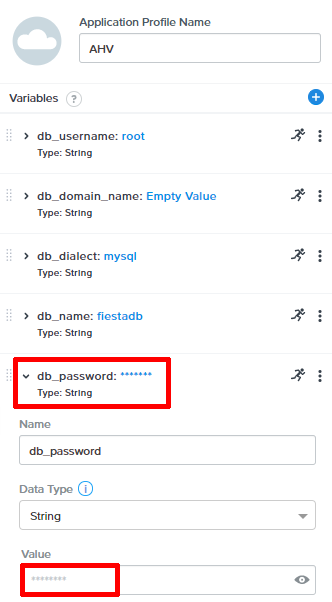 Application Profile Name
AHV
Variables ?
db_username: root
Type: String
db_domain_name: Empty Value
Type: String
db_dialect: mysql
Type: String
db_name: fiestadb
Type: String
db_password: *******
Type: String
Name
db_password
Data Type i
String
Value
********